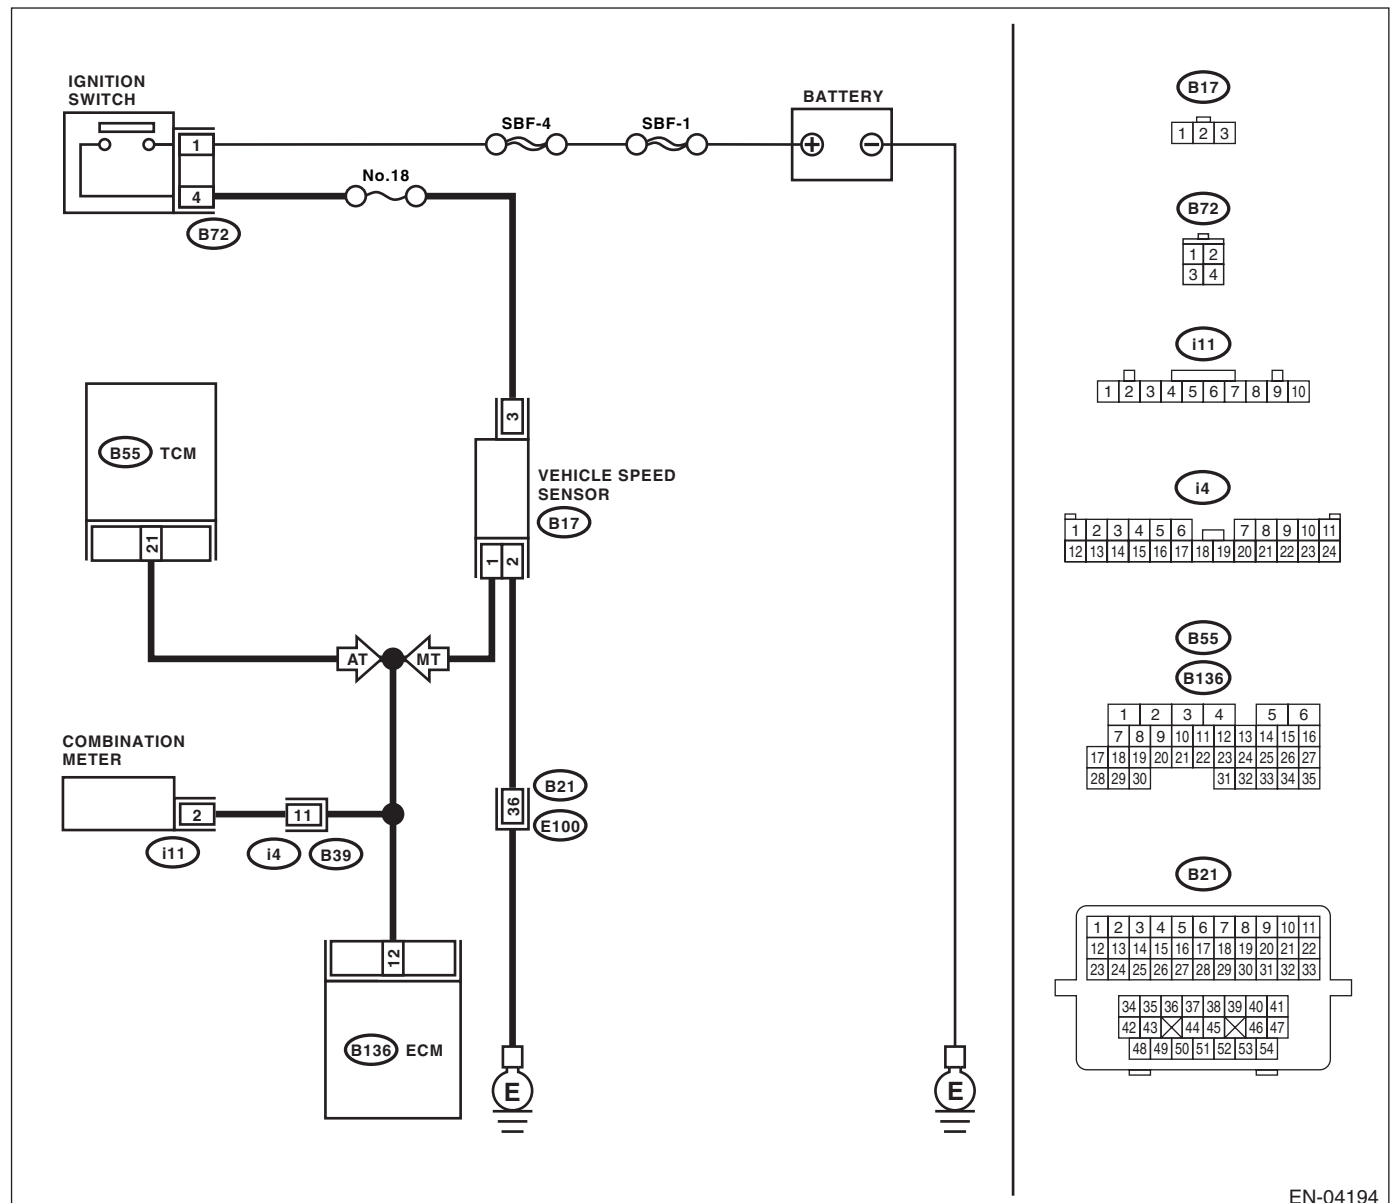 IGNITION
SWITCH
BATTERY
SBF-4
SBF-1
1
No.18
4
B72
3
B55 TCM
VEHICLE SPEED
SENSOR
B17
21
1 2
AT
MT
COMBINATION
METER
B21
36
E100
2
11
i11
i4
B39
12
B136 ECM
E
E
B17
1 2 3
B72
1 2
3 4
i11
1 2 3 4 5 6 7 8 9 10
i4
1 2 3 4 5 6 7 8 9 10 11
12 13 14 15 16 17 18 19 20 21 22 23 24
B55
B136
1 2 3 4 5 6
7 8 9 10 11 12 13 14 15 16
17 18 19 20 21 22 23 24 25 26 27
28 29 30 31 32 33 34 35
B21
1 2 3 4 5 6 7 8 9 10 11
12 13 14 15 16 17 18 19 20 21 22
23 24 25 26 27 28 29 30 31 32 33
34 35 36 37 38 39 40 41
42 43 44 45 46 47
48 49 50 51 52 53 54
EN-04194